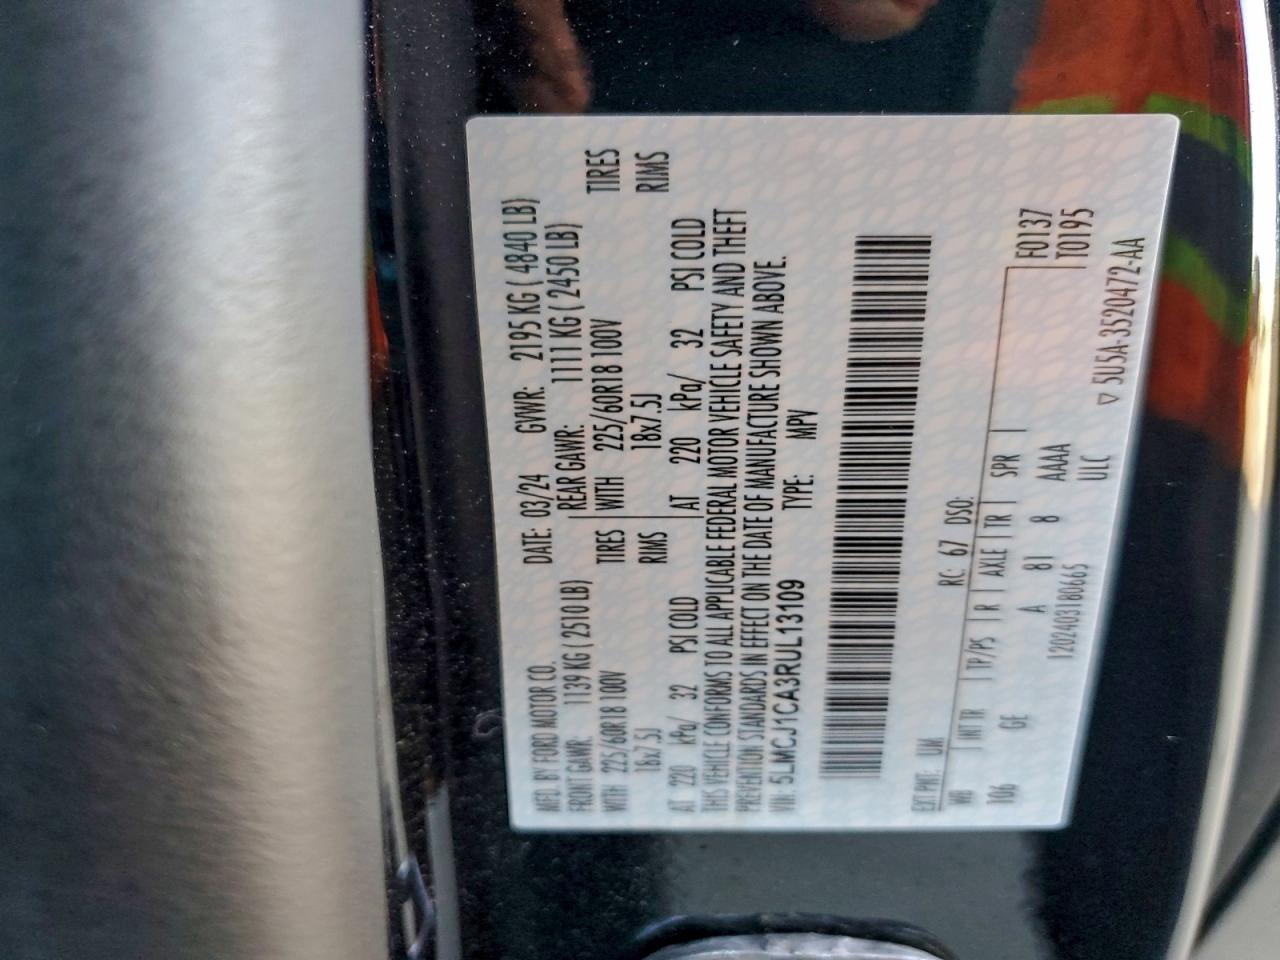 MFD. BY FORD MOTOR CO.
DATE: 03/24 GVWR: 2195 KG ( 4840 LB)
FRONT GAWR: 1139 KG (2510 LB)
REAR GAWR: 1111 KG ( 2450 LB)
WITH 225/60R18 100V TIRES
WITH 225/60R18 100V TIRES
18x7.5J RIMS
18x7.5J RIMS
AT 220 kPa/ 32 PSI COLD
AT 220 kPa/ 32 PSI COLD
THIS VEHICLE CONFORMS TO ALL APPLICABLE FEDERAL MOTOR VEHICLE SAFETY AND THEFT
PREVENTION STANDARDS IN EFFECT ON THE DATE OF MANUFACTURE SHOWN ABOVE.
VIN: 5LMCJ1CA3RUL13109 TYPE: MPV
EXT PNT: UM RC: 67 DSO:
WB INT TR TP/PS R AXLE TR SPR F0137
T0195
106 GE A 81 8 AAAA
1202403180665 ULC
▽ 5U5A-3520472-AA